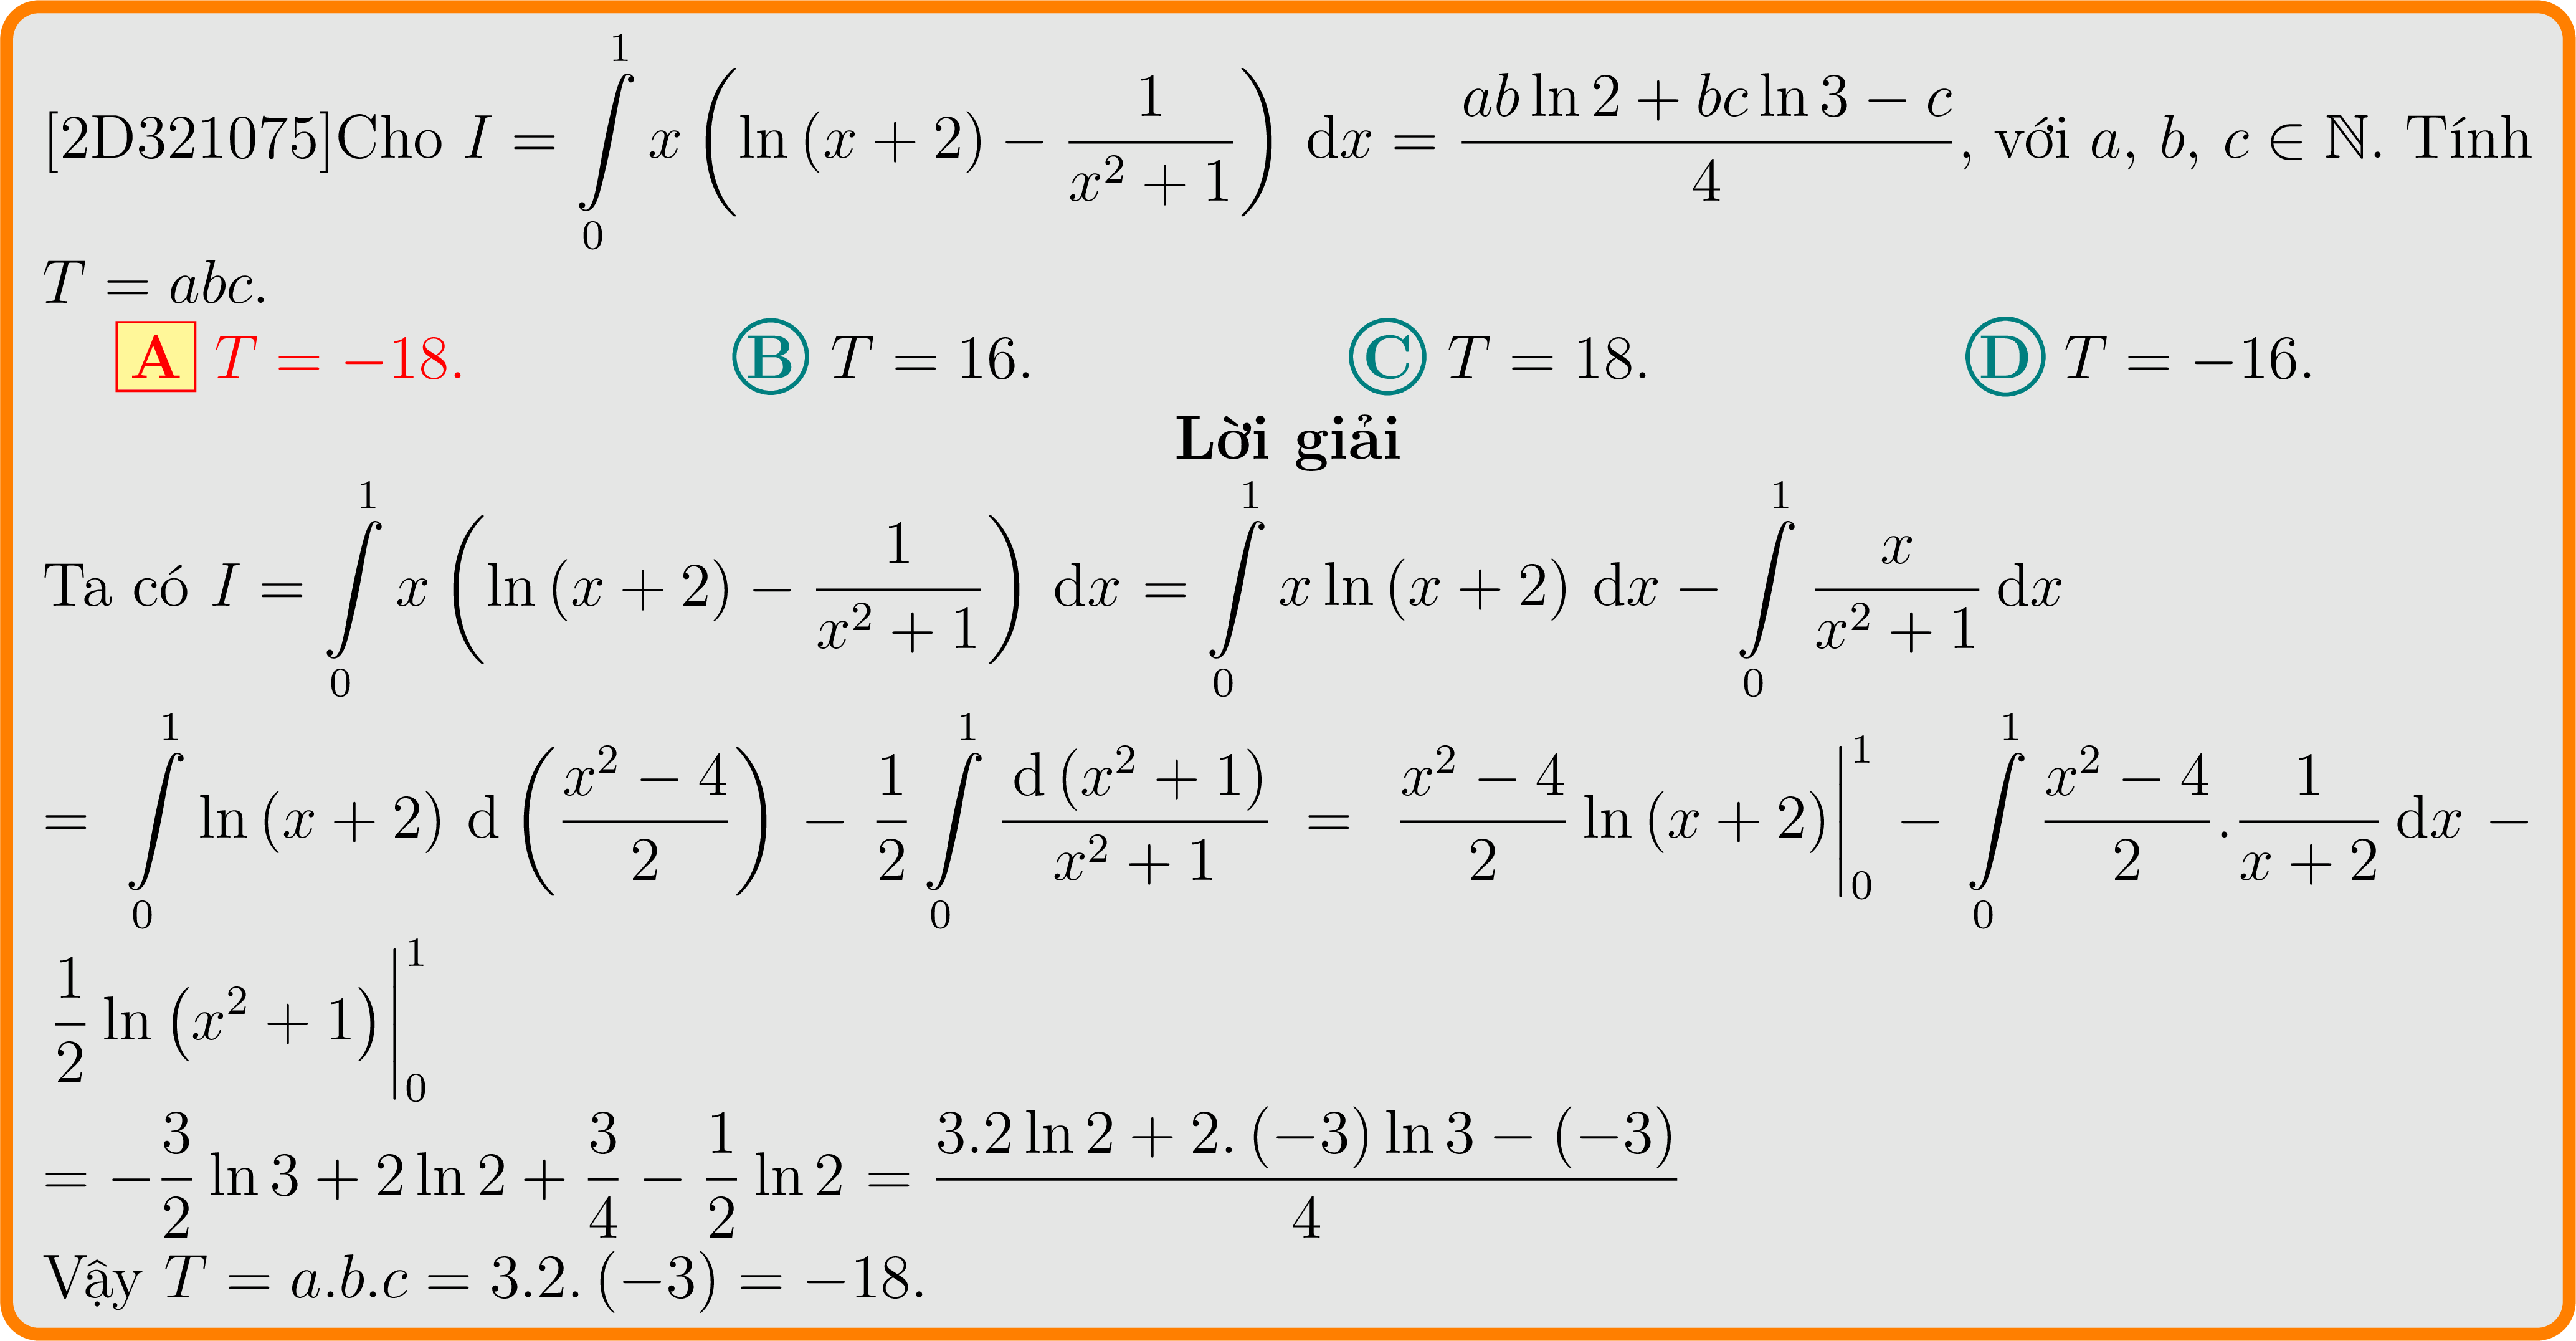 [2D321075]Cho $I = \int\limits_0^1 x\left(\ln(x+2) - \frac{1}{x^2+1}\right) \mathrm{d}x = \frac{ab\ln 2 + bc\ln 3 - c}{4}$, với $a, b, c \in \mathbb{N}$. Tính
$T = abc$.
A $T = -18$. B $T = 16$. C $T = 18$. D $T = -16$.
Lời giải
Ta có $I = \int\limits_0^1 x\left(\ln(x+2) - \frac{1}{x^2+1}\right) \mathrm{d}x = \int\limits_0^1 x\ln(x+2) \mathrm{d}x - \int\limits_0^1 \frac{x}{x^2+1} \mathrm{d}x$
$= \int\limits_0^1 \ln(x+2) \mathrm{d}\left(\frac{x^2-4}{2}\right) - \frac{1}{2}\int\limits_0^1 \frac{\mathrm{d}(x^2+1)}{x^2+1} = \left.\frac{x^2-4}{2}\ln(x+2)\right|_0^1 - \int\limits_0^1 \frac{x^2-4}{2}.\frac{1}{x+2} \mathrm{d}x -$
$\left.\frac{1}{2}\ln(x^2+1)\right|_0^1$
$= -\frac{3}{2}\ln 3 + 2\ln 2 + \frac{3}{4} - \frac{1}{2}\ln 2 = \frac{3.2\ln 2 + 2.(-3)\ln 3 - (-3)}{4}$
Vậy $T = a.b.c = 3.2.(-3) = -18$.